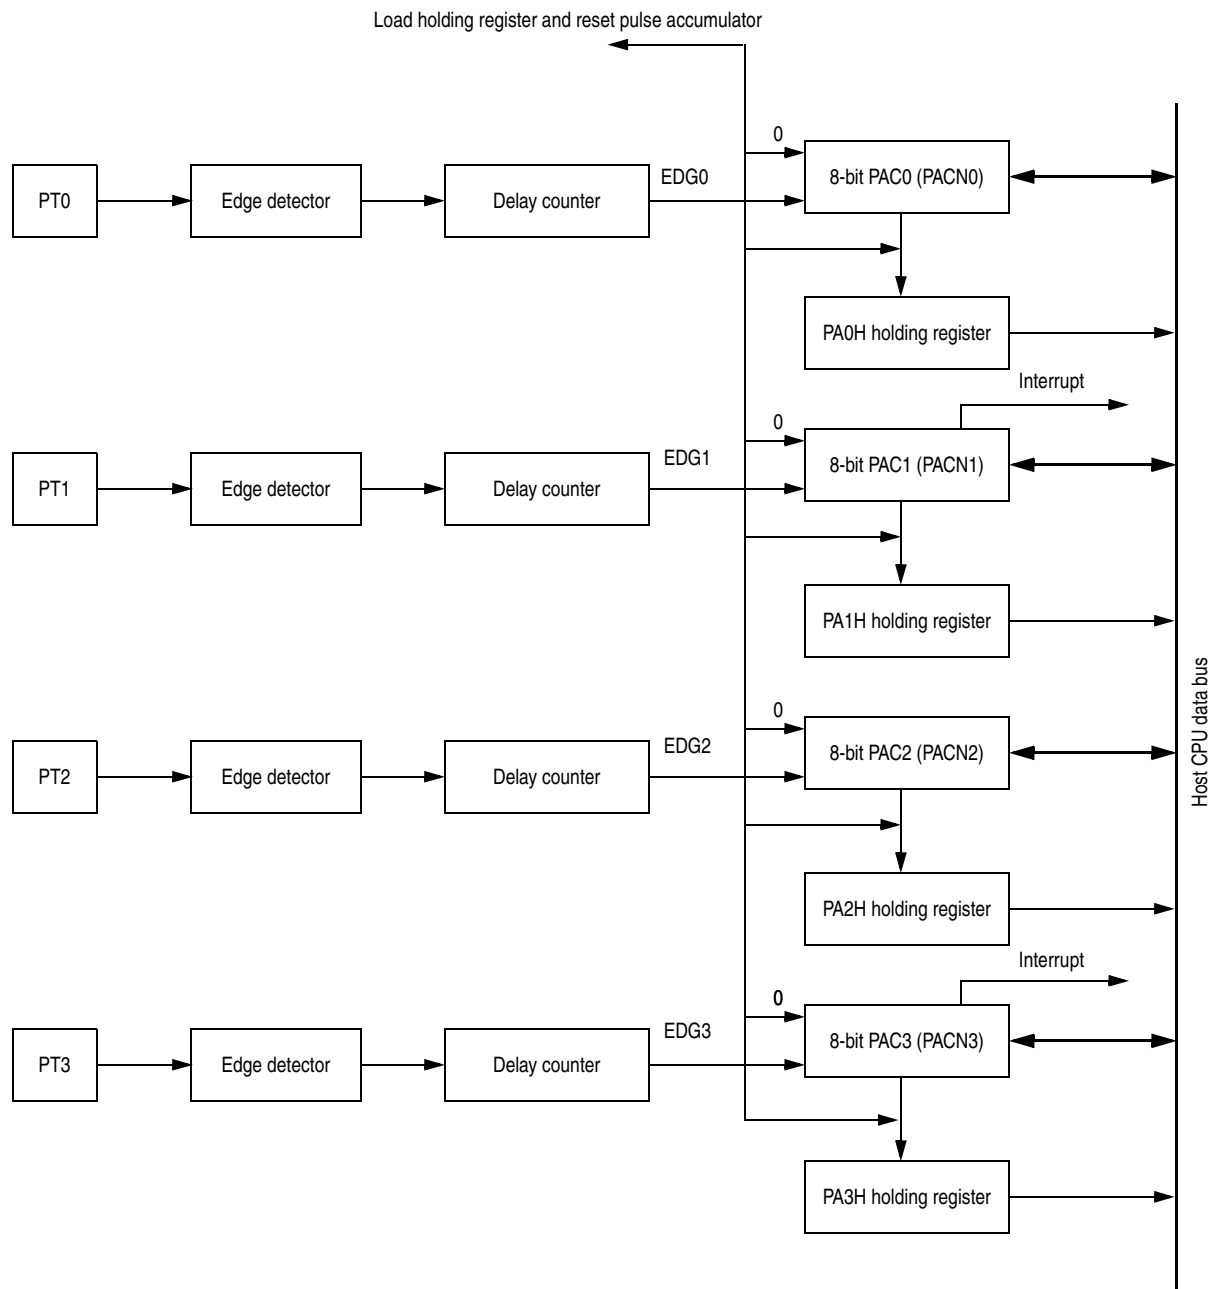 Load holding register and reset pulse accumulator
0
PT0
Edge detector
Delay counter
EDG0
8-bit PAC0 (PACN0)
PA0H holding register
Interrupt
0
PT1
Edge detector
Delay counter
EDG1
8-bit PAC1 (PACN1)
PA1H holding register
Host CPU data bus
0
PT2
Edge detector
Delay counter
EDG2
8-bit PAC2 (PACN2)
PA2H holding register
Interrupt
0
PT3
Edge detector
Delay counter
EDG3
8-bit PAC3 (PACN3)
PA3H holding register